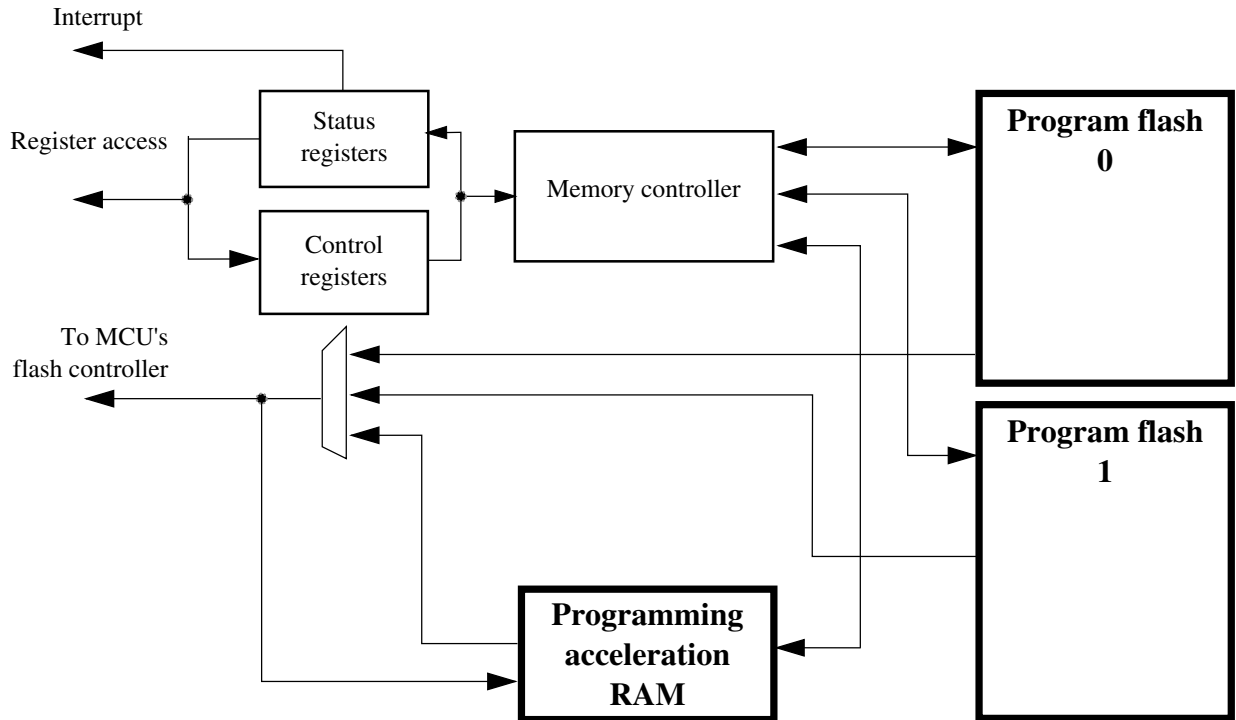 Interrupt
Status
registers
Register access
Memory controller
Control
registers
Program flash
0
To MCU's
flash controller
Program flash
1
Programming
acceleration
RAM